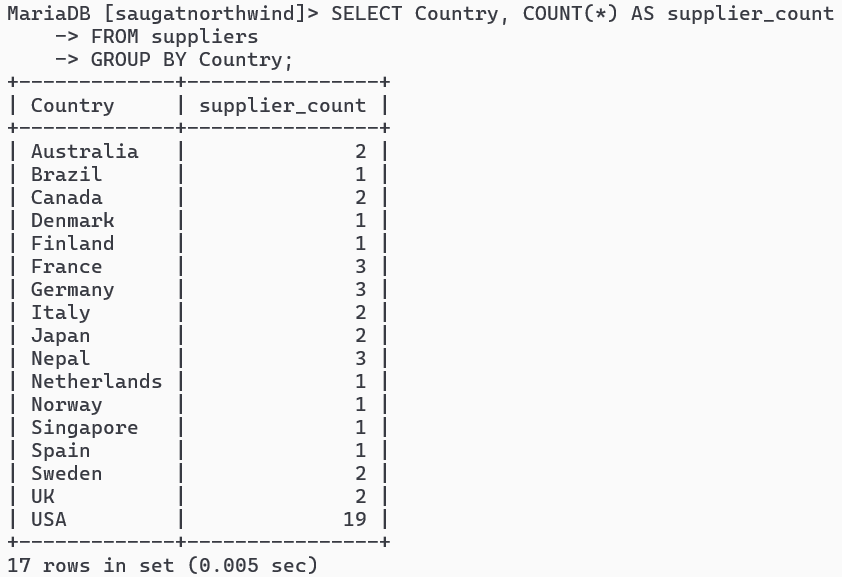 MariaDB [saugatnorthwind]> SELECT Country, COUNT(*) AS supplier_count
    -> FROM suppliers
    -> GROUP BY Country;
+-------------+----------------+
| Country     | supplier_count |
+-------------+----------------+
| Australia   |              2 |
| Brazil      |              1 |
| Canada      |              2 |
| Denmark     |              1 |
| Finland     |              1 |
| France      |              3 |
| Germany     |              3 |
| Italy       |              2 |
| Japan       |              2 |
| Nepal       |              3 |
| Netherlands |              1 |
| Norway      |              1 |
| Singapore   |              1 |
| Spain       |              1 |
| Sweden      |              2 |
| UK          |              2 |
| USA         |             19 |
+-------------+----------------+
17 rows in set (0.005 sec)